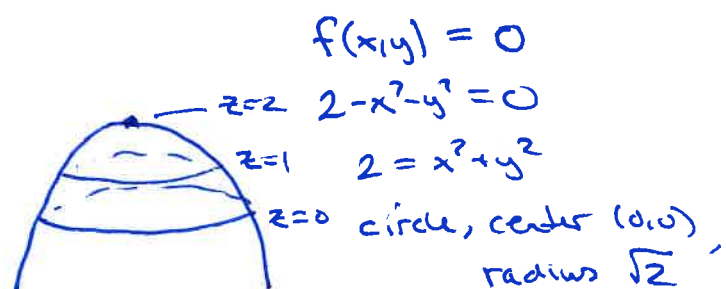 f(x,y) = 0
z=2 2-x²-y² = 0
z=1 2 = x²+y²
z=0 circle, center (0,0)
radius √2